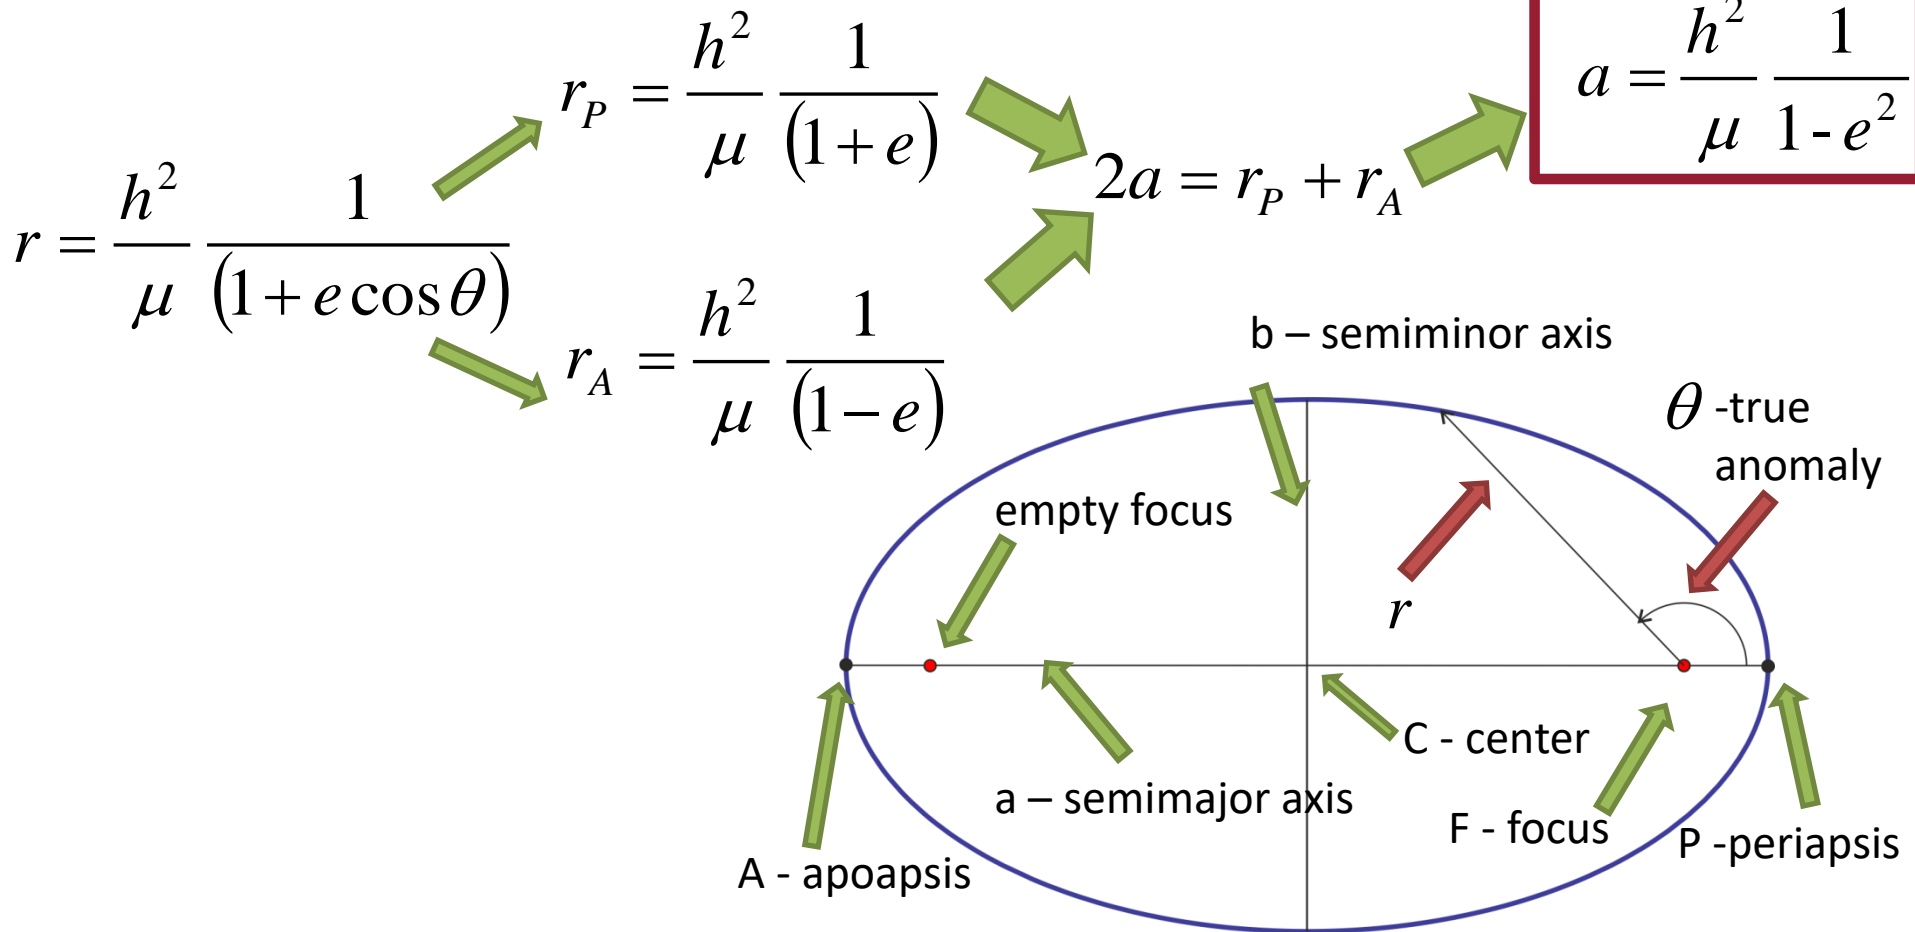 r = h²/μ 1/(1 + e cos θ)
r_P = h²/μ 1/(1 + e)
r_A = h²/μ 1/(1 − e)
2a = r_P + r_A
a = h²/μ 1/1 - e²
b – semiminor axis
θ -true
anomaly
empty focus
r
C - center
a – semimajor axis
F - focus
P -periapsis
A - apoapsis